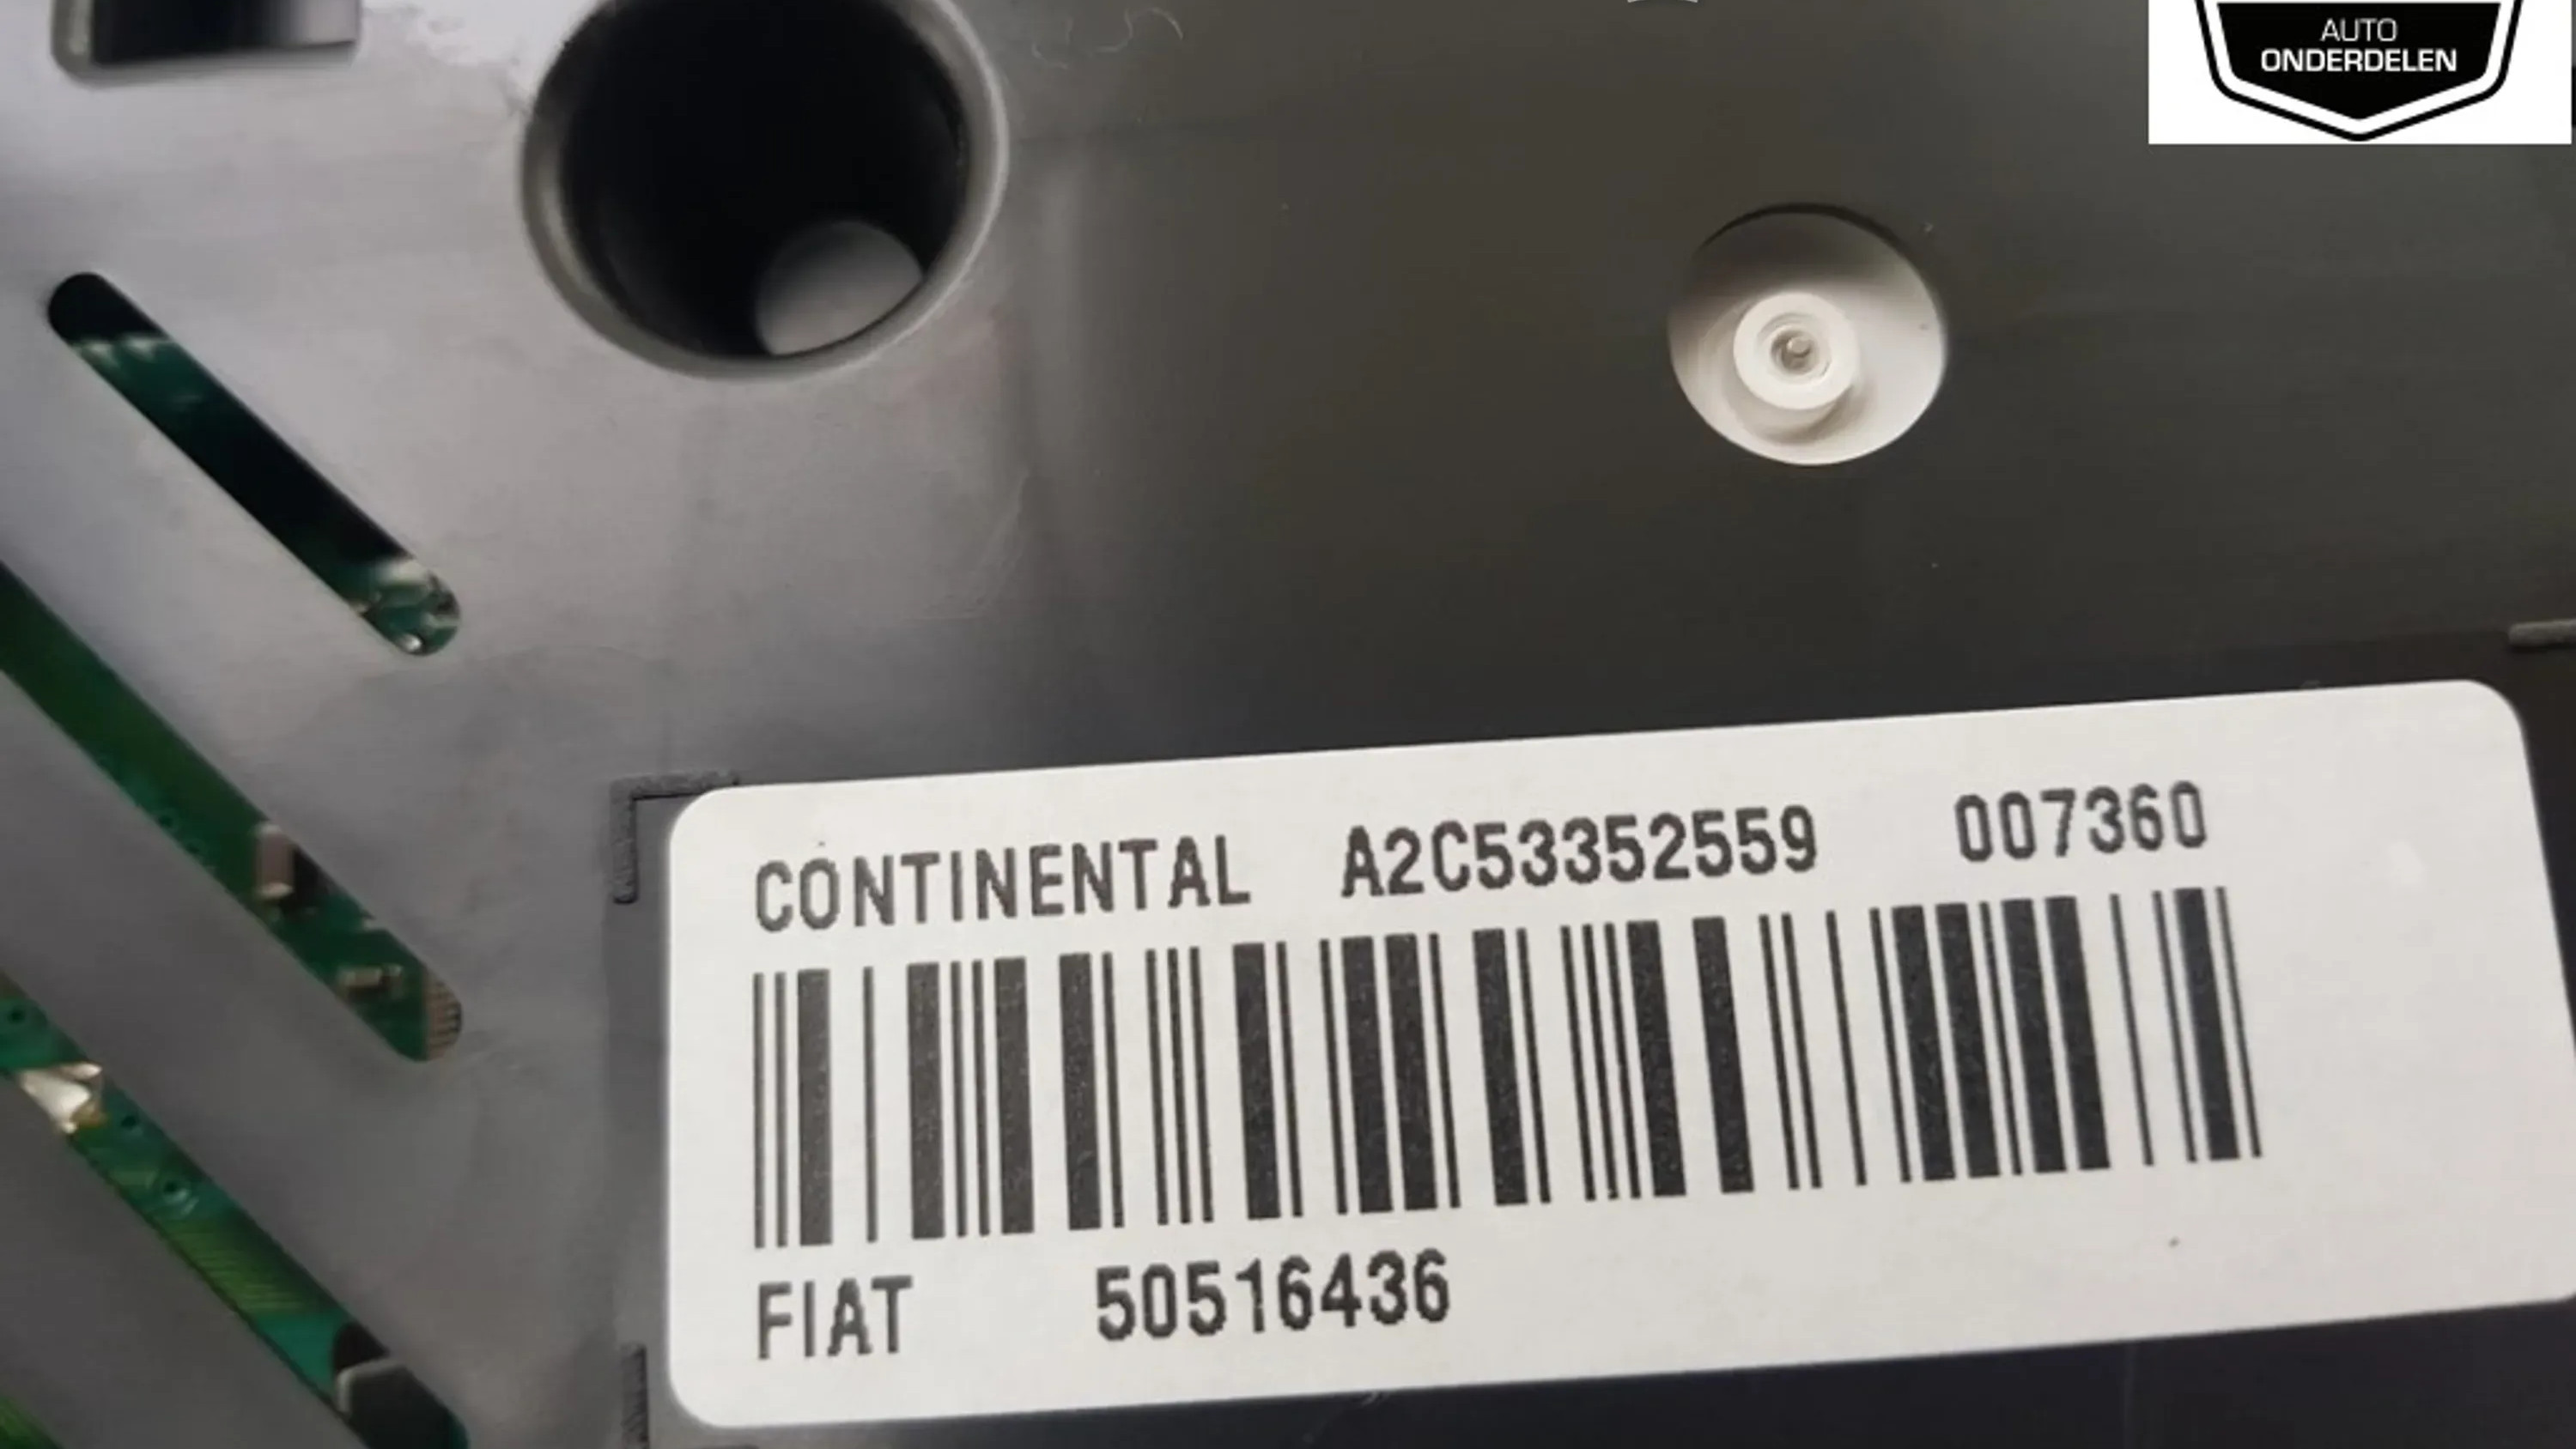 AUTO
ONDERDELEN
CONTINENTAL A2C53352559 007360
FIAT 50516436